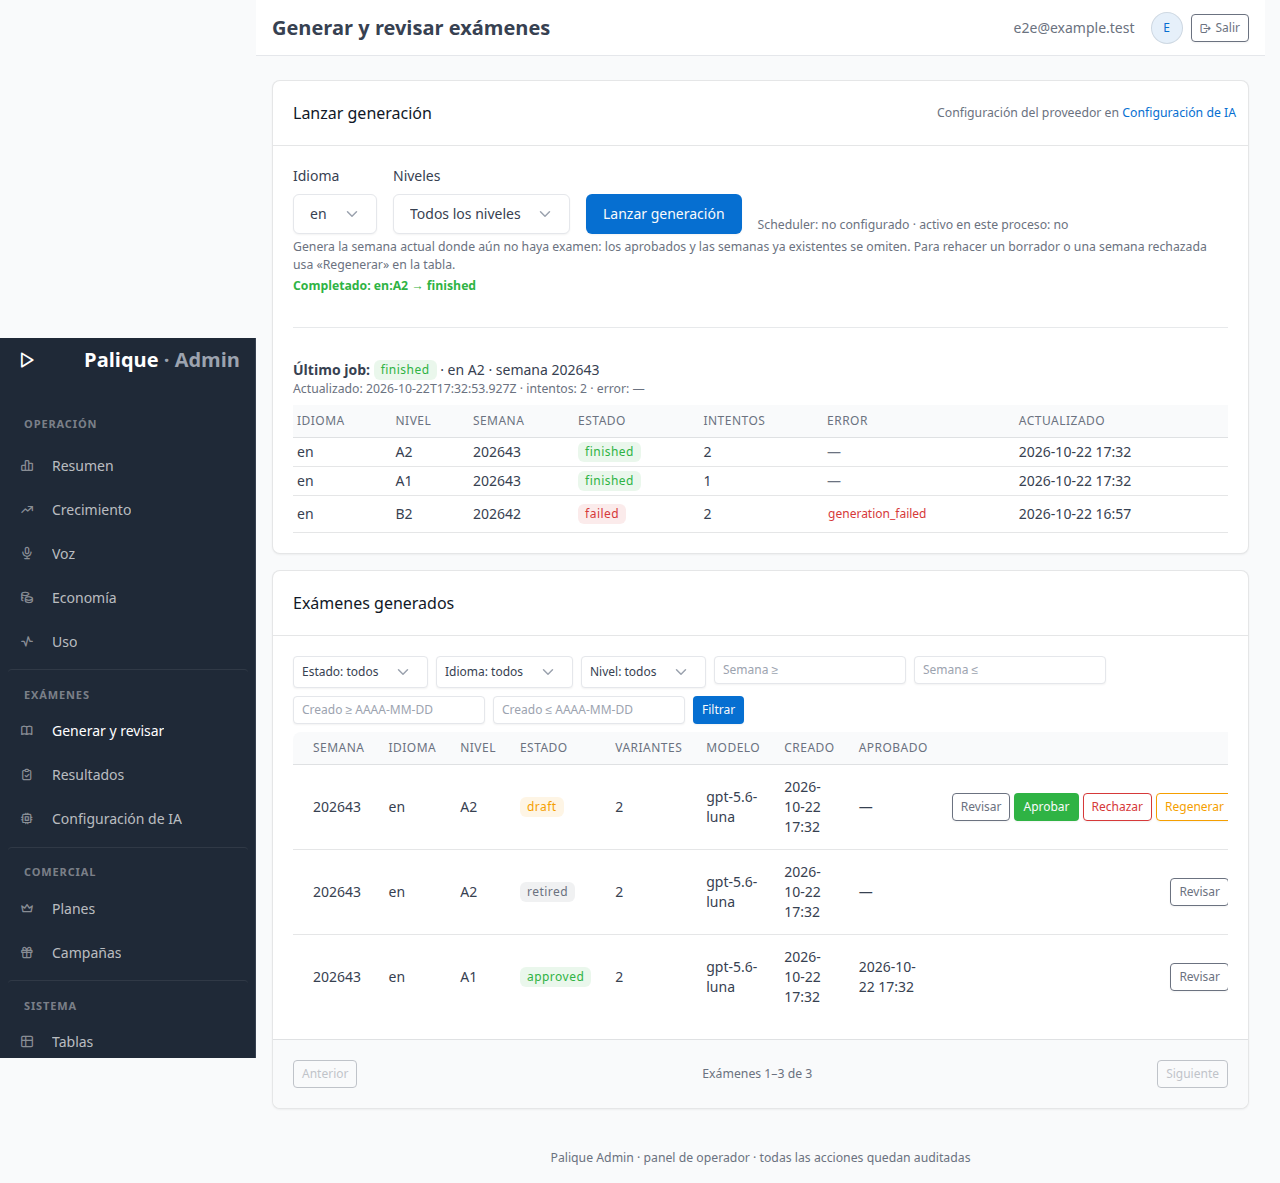 Generar y revisar exámenes
e2e@example.test
E
Salir
Lanzar generación
Configuración del proveedor en Configuración de IA
Idioma
Niveles
en
Todos los niveles
Lanzar generación
Scheduler: no configurado · activo en este proceso: no
Genera la semana actual donde aún no haya examen: los aprobados y las semanas ya existentes se omiten. Para rehacer un borrador o una semana rechazada
usa «Regenerar» en la tabla.
Completado: en:A2 → finished
Último job: finished · en A2 · semana 202643
Actualizado: 2026-10-22T17:32:53.927Z · intentos: 2 · error: —
IDIOMA NIVEL SEMANA ESTADO INTENTOS ERROR ACTUALIZADO
en A2 202643 finished 2 — 2026-10-22 17:32
en A1 202643 finished 1 — 2026-10-22 17:32
en B2 202642 failed 2 generation_failed 2026-10-22 16:57
Palique · Admin
OPERACIÓN
Resumen
Crecimiento
Voz
Economía
Uso
EXÁMENES
Generar y revisar
Resultados
Configuración de IA
COMERCIAL
Planes
Campañas
SISTEMA
Tablas
Exámenes generados
Estado: todos
Idioma: todos
Nivel: todos
Semana ≥
Semana ≤
Creado ≥ AAAA-MM-DD
Creado ≤ AAAA-MM-DD
Filtrar
SEMANA IDIOMA NIVEL ESTADO VARIANTES MODELO CREADO APROBADO
202643 en A2 draft 2 gpt-5.6-luna 2026-10-22 17:32 — Revisar Aprobar Rechazar Regenerar
202643 en A2 retired 2 gpt-5.6-luna 2026-10-22 17:32 — Revisar
202643 en A1 approved 2 gpt-5.6-luna 2026-10-22 17:32 2026-10-22 17:32 Revisar
Anterior
Exámenes 1–3 de 3
Siguiente
Palique Admin · panel de operador · todas las acciones quedan auditadas